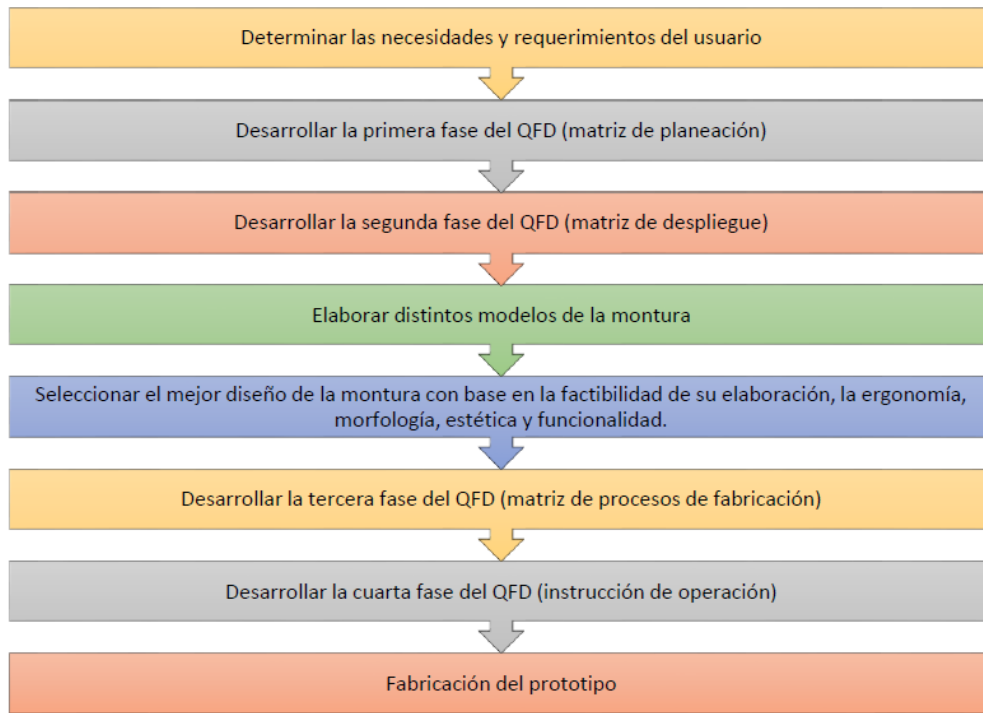 Determinar las necesidades y requerimientos del usuario
Desarrollar la primera fase del QFD (matriz de planeación)
Desarrollar la segunda fase del QFD (matriz de despliegue)
Elaborar distintos modelos de la montura
Seleccionar el mejor diseño de la montura con base en la factibilidad de su elaboración, la ergonomía,
morfología, estética y funcionalidad.
Desarrollar la tercera fase del QFD (matriz de procesos de fabricación)
Desarrollar la cuarta fase del QFD (instrucción de operación)
Fabricación del prototipo